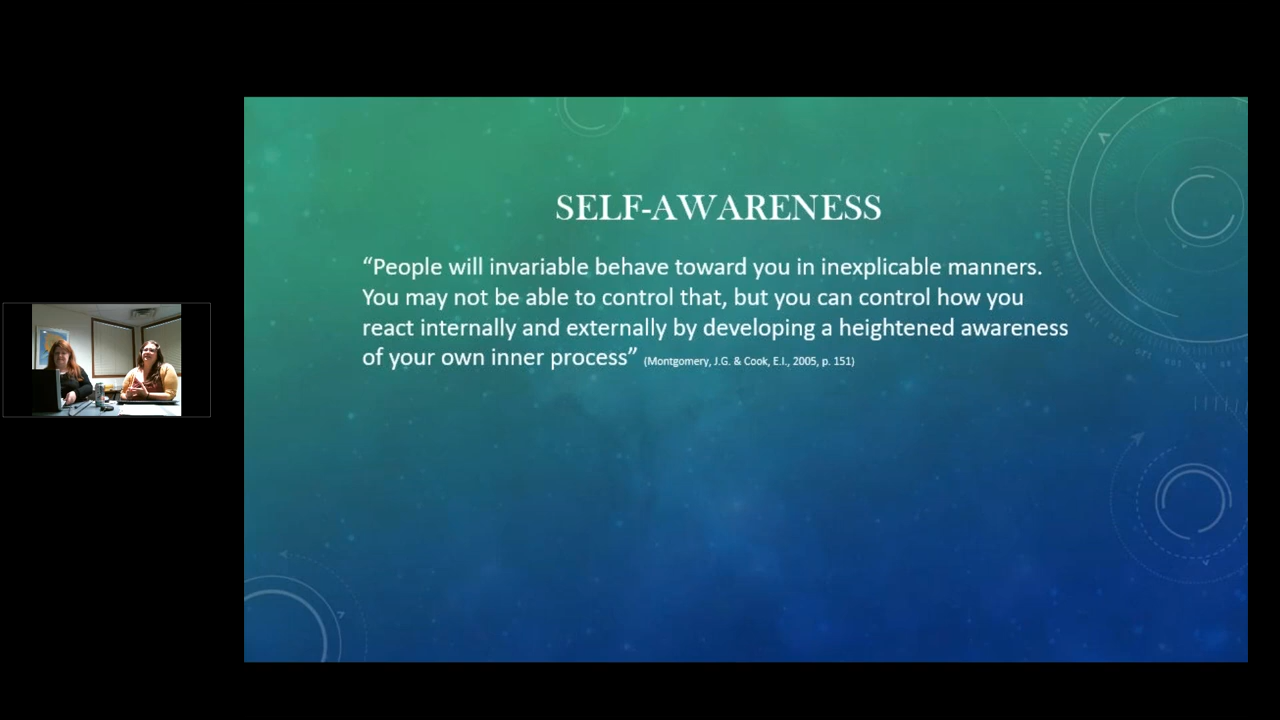 SELF-AWARENESS
“People will invariable behave toward you in inexplicable manners.
You may not be able to control that, but you can control how you
react internally and externally by developing a heightened awareness
of your own inner process” (Montgomery, J.G. & Cook, E.I., 2005, p. 151)